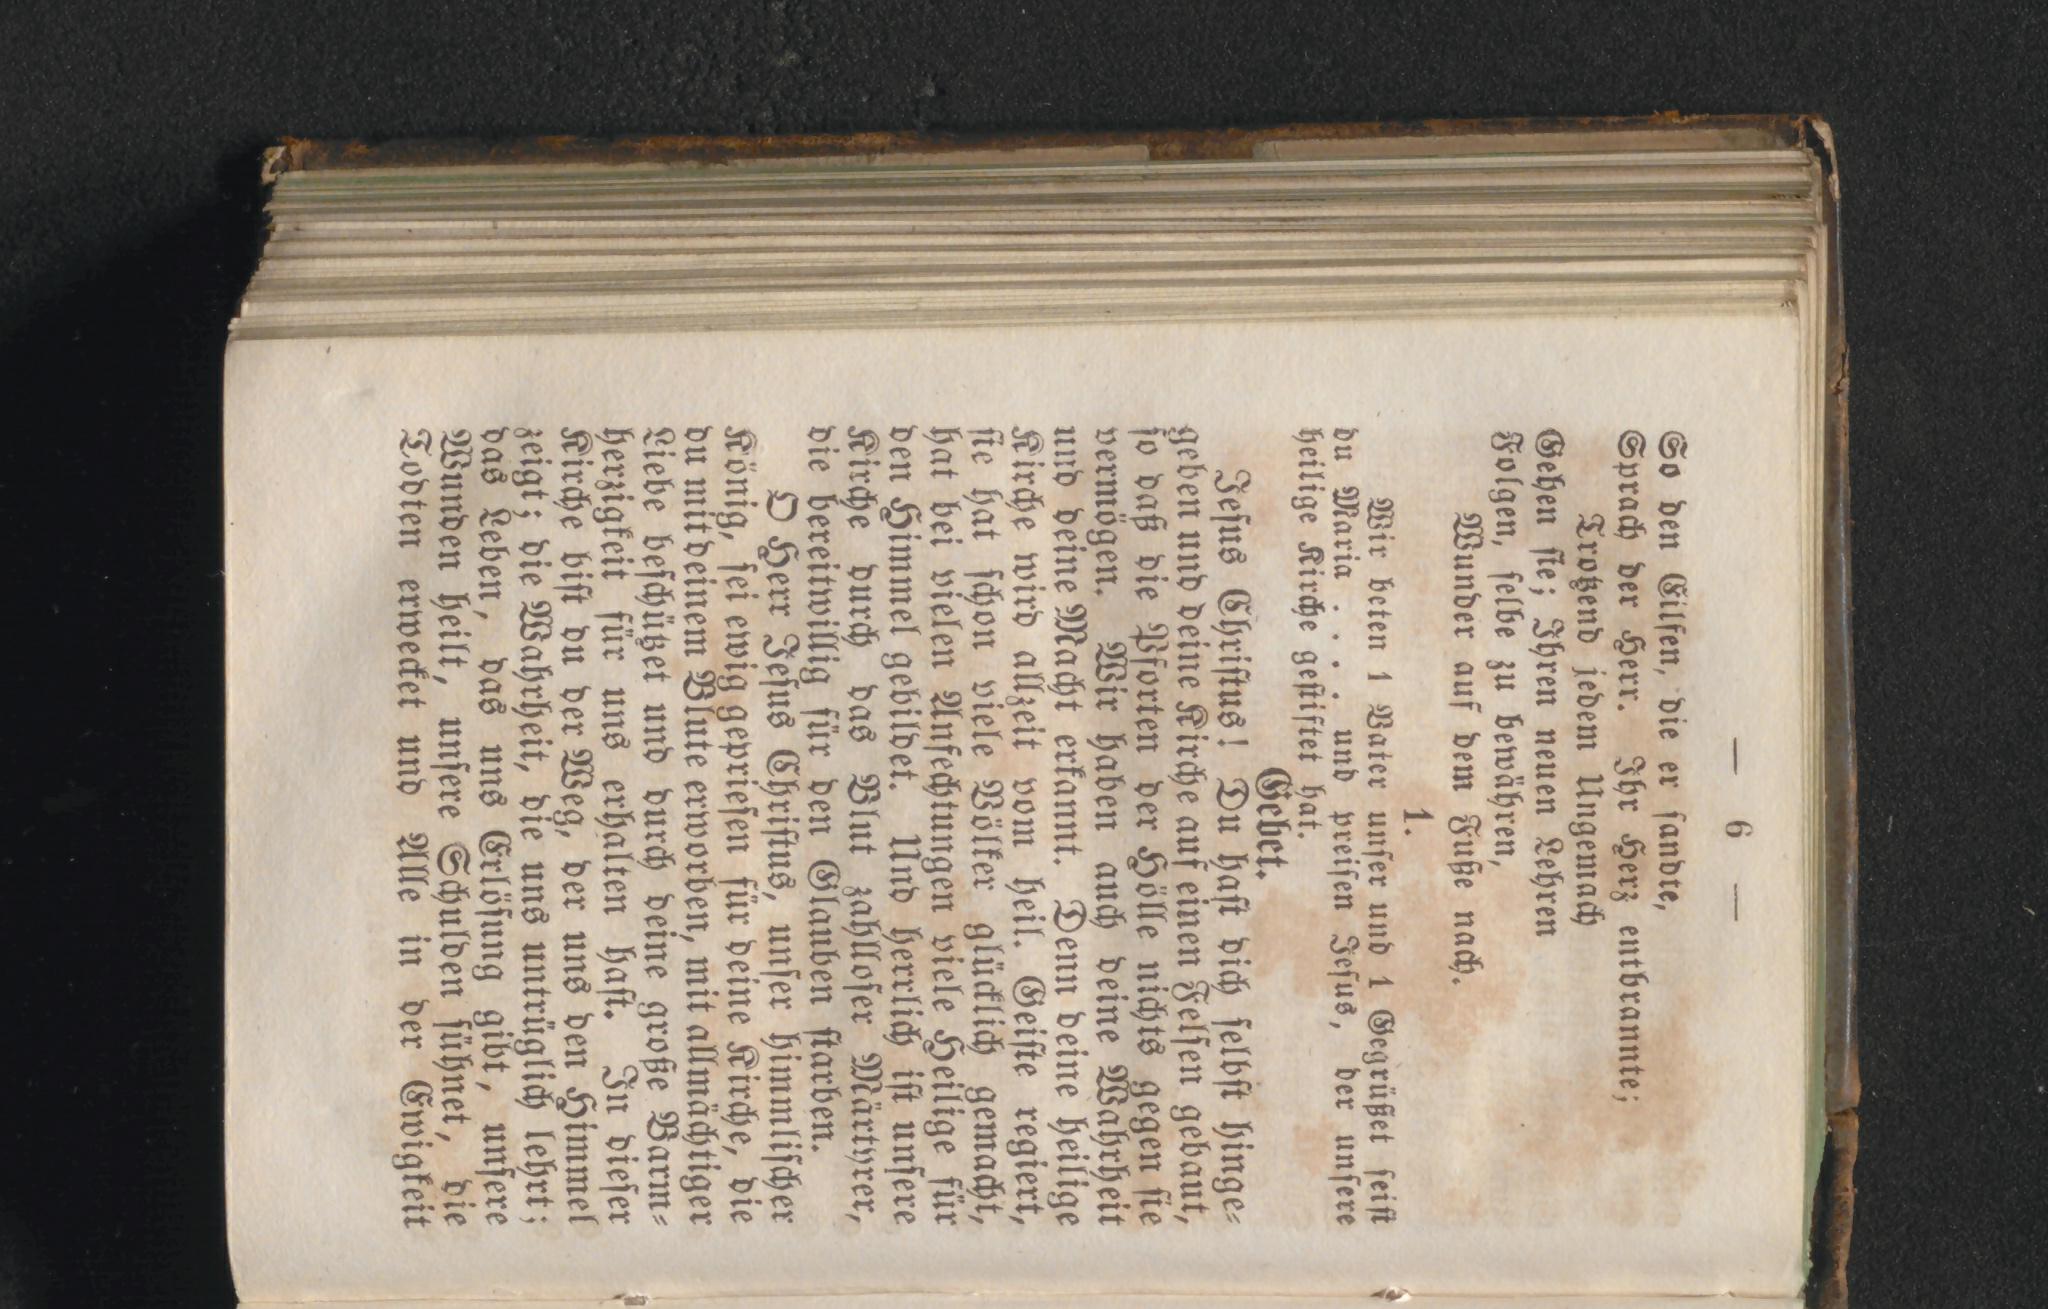 — 6 —
So den Eilfen, die er sandte,
Sprach der Herr. Ihr Herz entbrannte;
Trotzend jedem Ungemach
Gehen sie; Ihren neuen Lehren
Folgen, selbe zu bewähren,
Wunder auf dem Fuße nach.
1.
Wir beten 1 Vater unser und 1 Gegrüßet seist
du Maria . . . und preisen Jesus, der unsere
heilige Kirche gestiftet hat.
Gebet.
Jesus Christus! Du hast dich selbst hinge-
geben und deine Kirche auf einen Felsen gebaut,
so daß die Pforten der Hölle nichts gegen sie
vermögen. Wir haben auch deine Wahrheit
und deine Macht erkannt. Denn deine heilige
Kirche wird allzeit vom heil. Geiste regiert,
sie hat schon viele Völker glücklich gemacht,
hat bei vielen Anfechtungen viele Heilige für
den Himmel gebildet. Und herrlich ist unsere
Kirche durch das Blut zahlloser Märtyrer,
die bereitwillig für den Glauben starben.
O Herr Jesus Christus, unser himmlischer
König, sei ewig gepriesen für deine Kirche, die
du mit deinem Blute erworben, mit allmächtiger
Liebe beschützet und durch deine große Barm-
herzigkeit für uns erhalten hast. In dieser
Kirche bist du der Weg, der uns den Himmel
zeigt; die Wahrheit, die uns untrüglich lehrt;
das Leben, das uns Erlösung gibt, unsere
Wunden heilt, unsere Schulden sühnet, die
Todten erwecket und Alle in der Ewigkeit